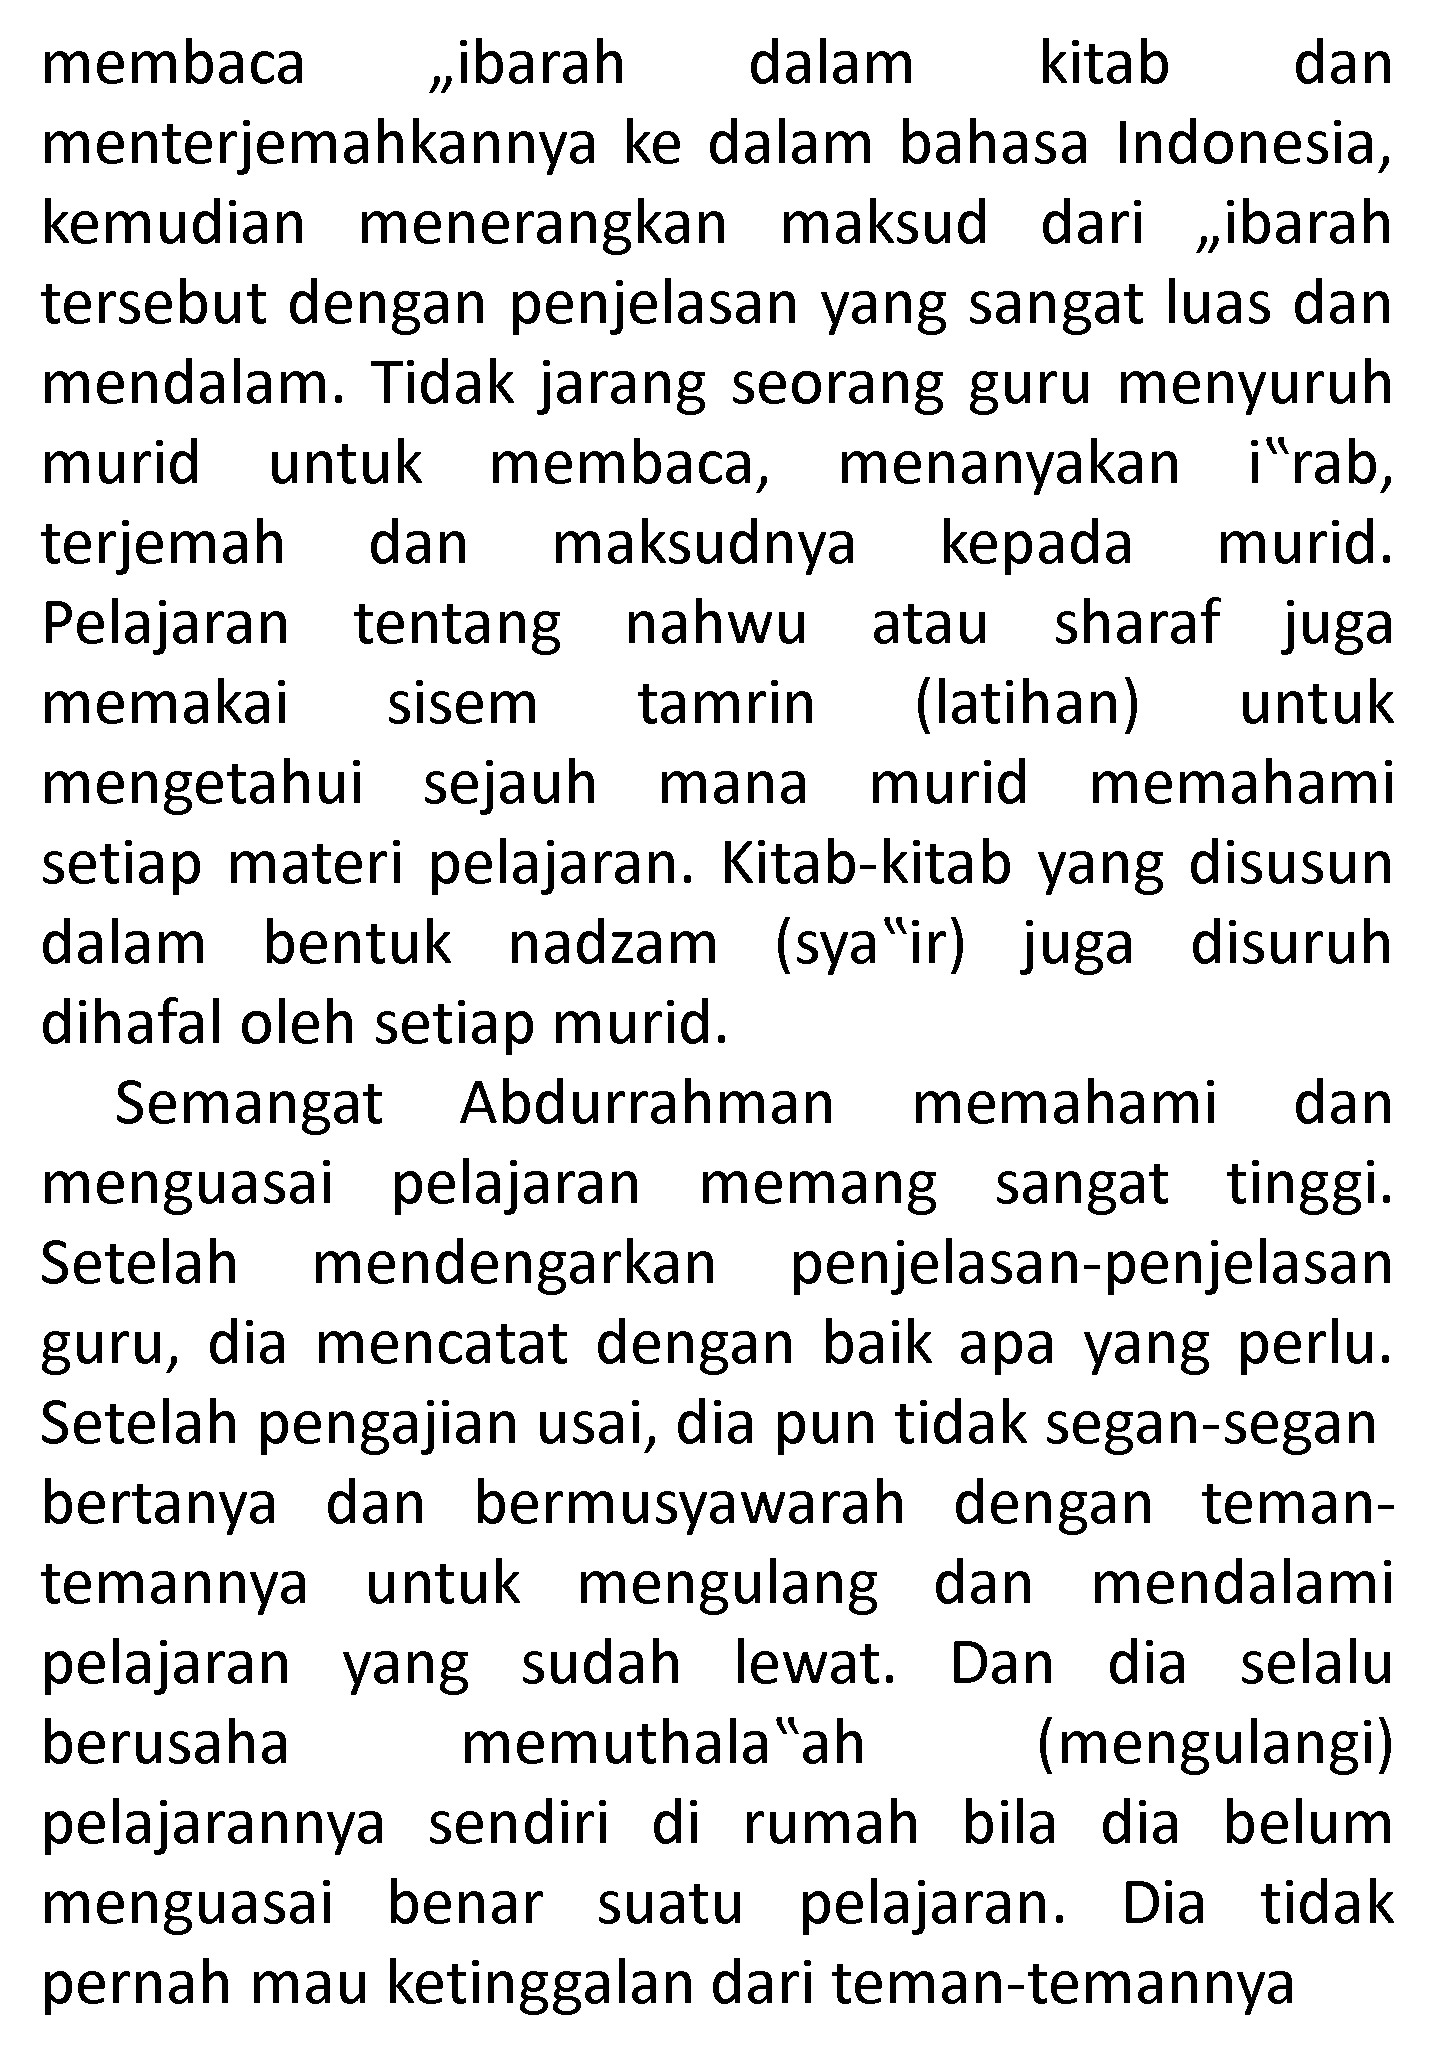 membaca „ibarah dalam kitab dan
menterjemahkannya ke dalam bahasa Indonesia,
kemudian menerangkan maksud dari „ibarah
tersebut dengan penjelasan yang sangat luas dan
mendalam. Tidak jarang seorang guru menyuruh
murid untuk membaca, menanyakan i‟rab,
terjemah dan maksudnya kepada murid.
Pelajaran tentang nahwu atau sharaf juga
memakai sisem tamrin (latihan) untuk
mengetahui sejauh mana murid memahami
setiap materi pelajaran. Kitab-kitab yang disusun
dalam bentuk nadzam (sya‟ir) juga disuruh
dihafal oleh setiap murid.
Semangat Abdurrahman memahami dan
menguasai pelajaran memang sangat tinggi.
Setelah mendengarkan penjelasan-penjelasan
guru, dia mencatat dengan baik apa yang perlu.
Setelah pengajian usai, dia pun tidak segan-segan
bertanya dan bermusyawarah dengan teman-
temannya untuk mengulang dan mendalami
pelajaran yang sudah lewat. Dan dia selalu
berusaha memuthala‟ah (mengulangi)
pelajarannya sendiri di rumah bila dia belum
menguasai benar suatu pelajaran. Dia tidak
pernah mau ketinggalan dari teman-temannya